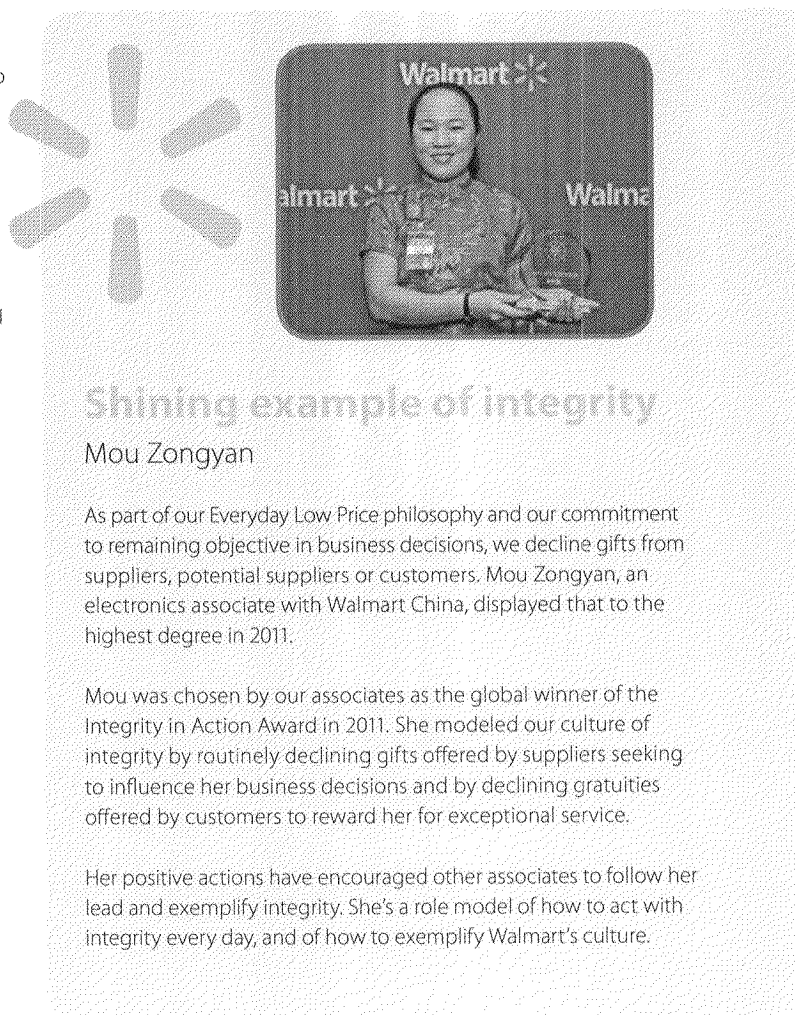 Walmart
almart
Walma
Shining example of integrity
Mou Zongyan
As part of our Everyday Low Price philosophy and our commitment
to remaining objective in business decisions, we decline gifts from
suppliers, potential suppliers or customers. Mou Zongyan, an
electronics associate with Walmart China, displayed that to the
highest degree in 2011.
Mou was chosen by our associates as the global winner of the
Integrity in Action Award in 2011. She modeled our culture of
integrity by routinely declining gifts offered by suppliers seeking
to influence her business decisions and by declining gratuities
offered by customers to reward her for exceptional service.
Her positive actions have encouraged other associates to follow her
lead and exemplify integrity. She's a role model of how to act with
integrity every day, and of how to exemplify Walmart's culture.